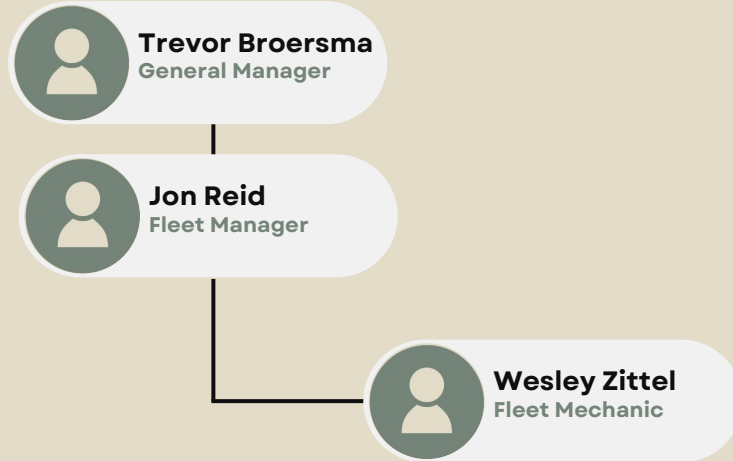 Trevor Broersma
General Manager
Jon Reid
Fleet Manager
Wesley Zittel
Fleet Mechanic